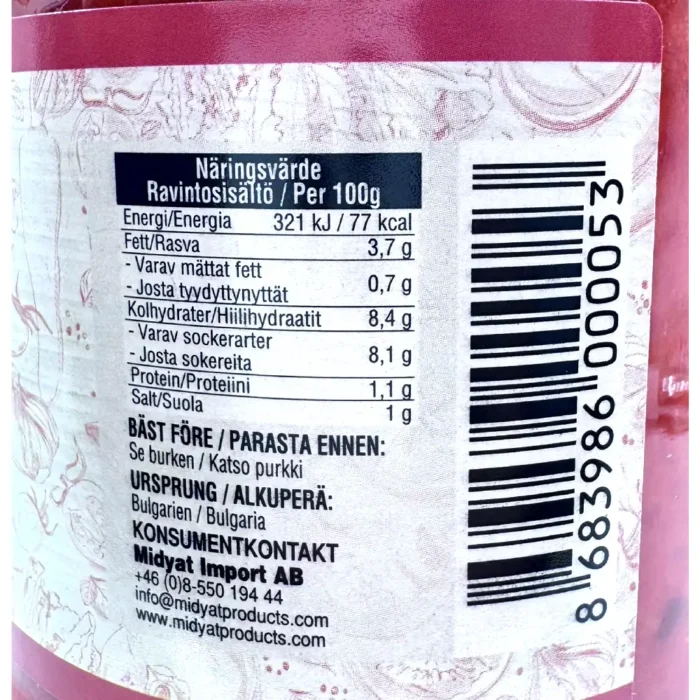 Näringsvärde
Ravintosisältö / Per 100g
Energi/Energia 321 kJ / 77 kcal
Fett/Rasva 3,7 g
- Varav mättat fett
- Josta tyydyttynyttät 0,7 g
Kolhydrater/Hiilihydraatit 8,4 g
- Varav sockerarter
- Josta sokereita 8,1 g
Protein/Proteiini 1,1 g
Salt/Suola 1 g
BÄST FÖRE / PARASTA ENNEN:
Se burken / Katso purkki
URSPRUNG / ALKUPERÄ:
Bulgarien / Bulgaria
KONSUMENTKONTAKT
Midyat Import AB
+46 (0)8-550 194 44
info@midyatproducts.com
www.midyatproducts.com
8 683986 000053